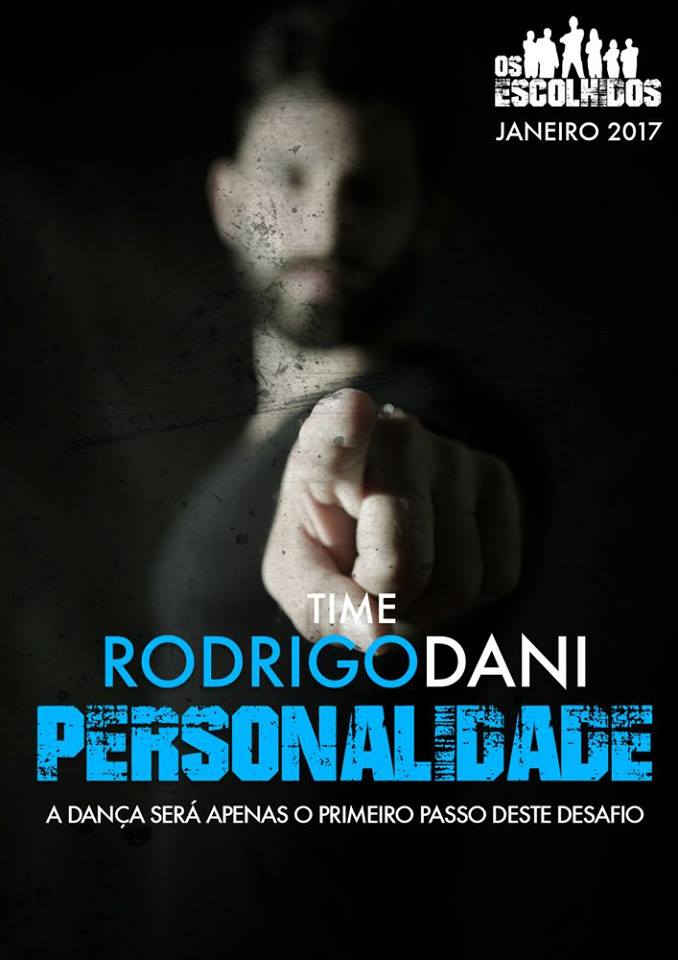 OS
ESCOLHIDOS
JANEIRO 2017
TIME
RODRIGODANI
PERSONALIDADE
A DANÇA SERÁ APENAS O PRIMEIRO PASSO DESTE DESAFIO